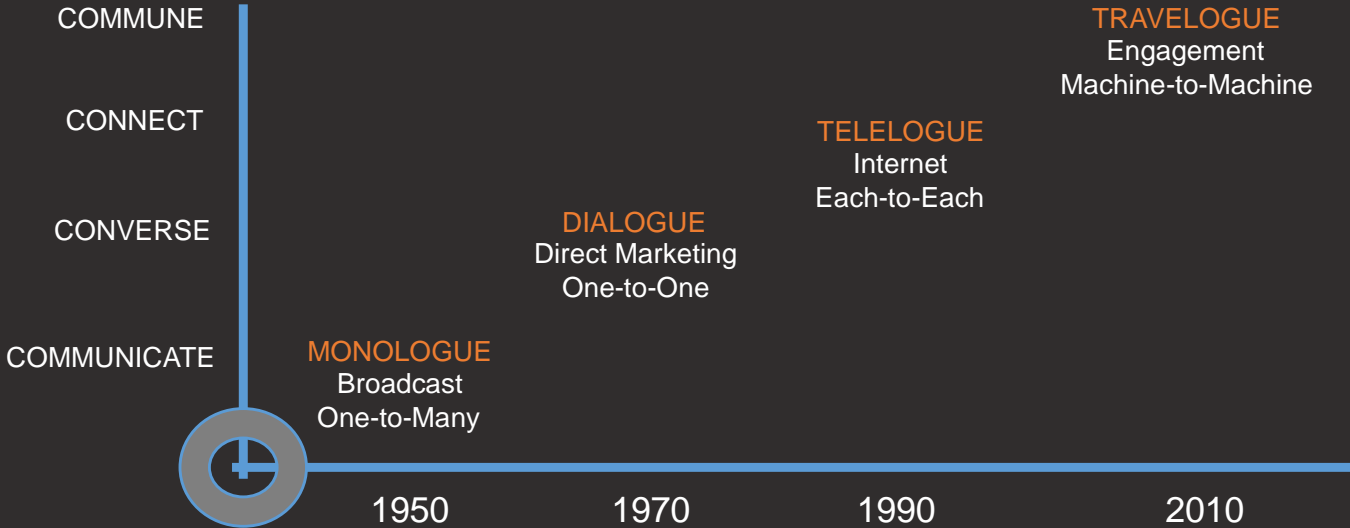 COMMUNE
TRAVELOGUE
Engagement
Machine-to-Machine
CONNECT
TELELOGUE
Internet
Each-to-Each
CONVERSE
DIALOGUE
Direct Marketing
One-to-One
COMMUNICATE
MONOLOGUE
Broadcast
One-to-Many
1950 1970 1990 2010